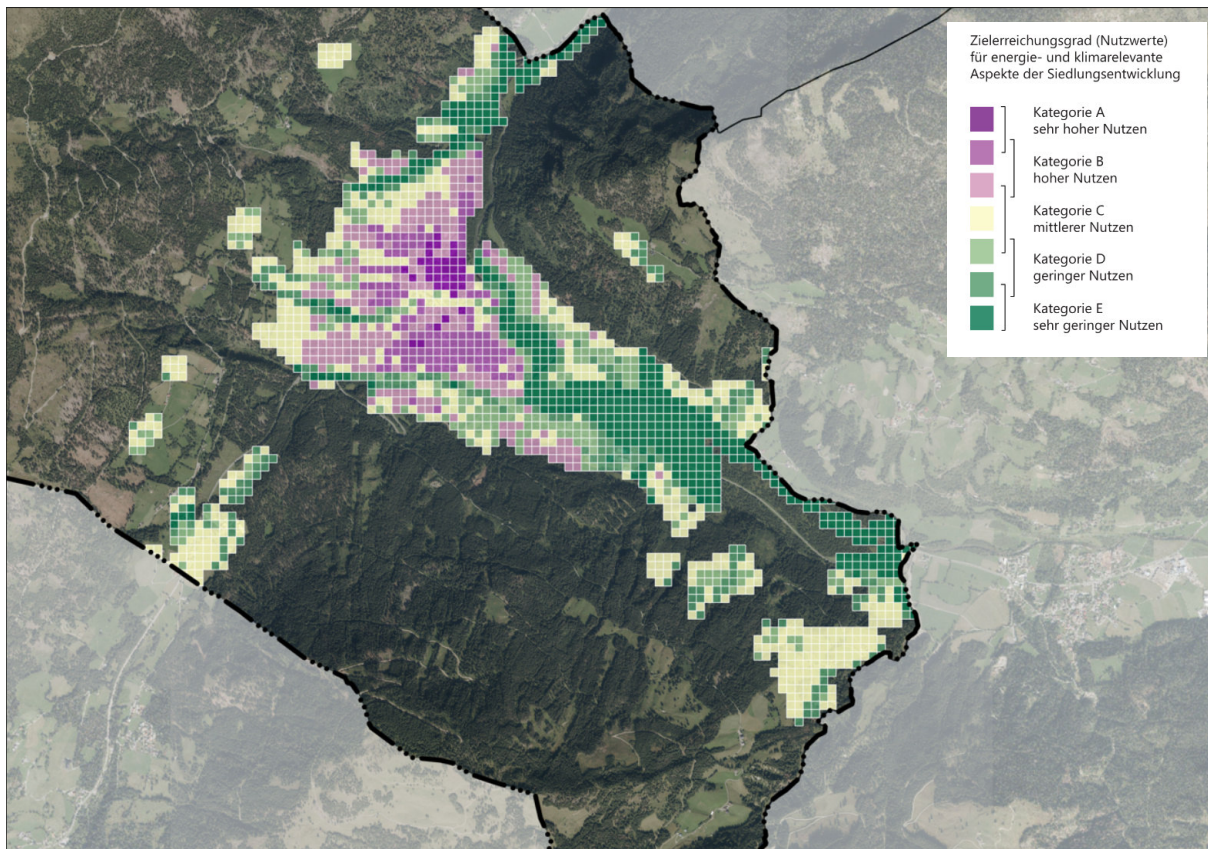 Zielerreichungsgrad (Nutzwerte)
für energie- und klimarelevante
Aspekte der Siedlungsentwicklung
Kategorie A
sehr hoher Nutzen
Kategorie B
hoher Nutzen
Kategorie C
mittlerer Nutzen
Kategorie D
geringer Nutzen
Kategorie E
sehr geringer Nutzen